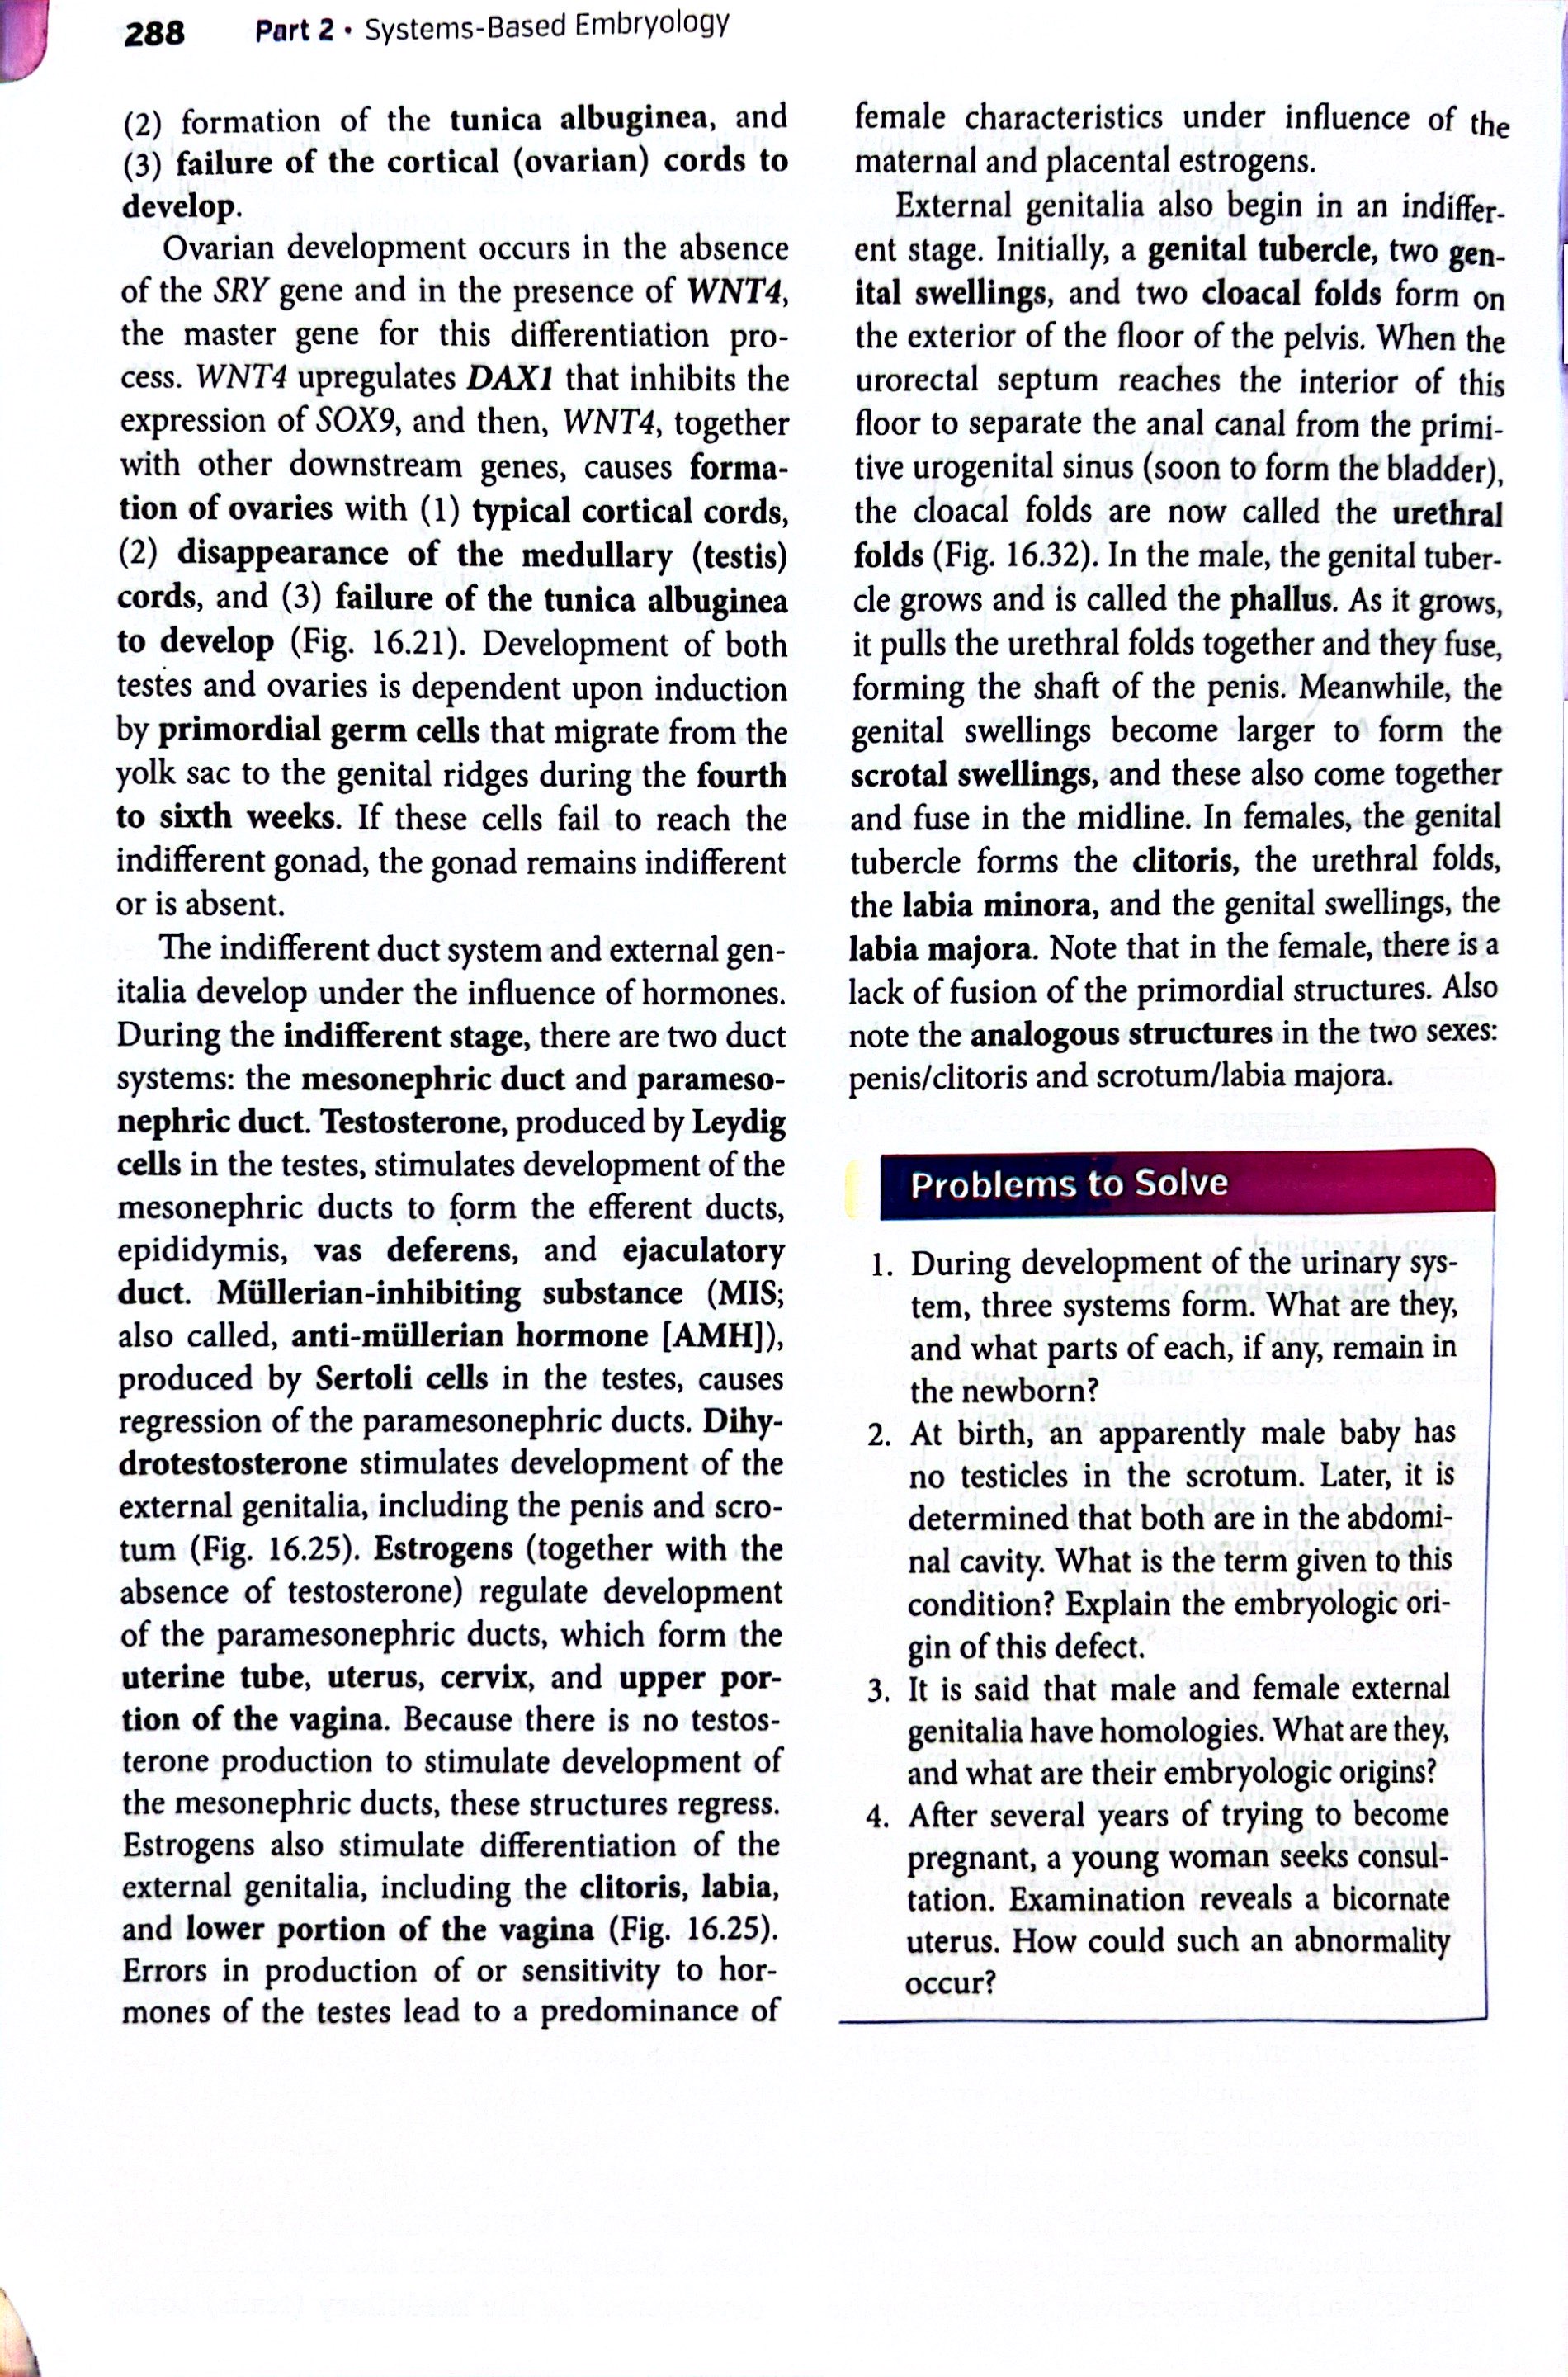 288 Part 2 • Systems-Based Embryology
(2) formation of the tunica albuginea, and
(3) failure of the cortical (ovarian) cords to
develop.
Ovarian development occurs in the absence
of the SRY gene and in the presence of WNT4,
the master gene for this differentiation pro-
cess. WNT4 upregulates DAX1 that inhibits the
expression of SOX9, and then, WNT4, together
with other downstream genes, causes forma-
tion of ovaries with (1) typical cortical cords,
(2) disappearance of the medullary (testis)
cords, and (3) failure of the tunica albuginea
to develop (Fig. 16.21). Development of both
testes and ovaries is dependent upon induction
by primordial germ cells that migrate from the
yolk sac to the genital ridges during the fourth
to sixth weeks. If these cells fail to reach the
indifferent gonad, the gonad remains indifferent
or is absent.
The indifferent duct system and external gen-
italia develop under the influence of hormones.
During the indifferent stage, there are two duct
systems: the mesonephric duct and parameso-
nephric duct. Testosterone, produced by Leydig
cells in the testes, stimulates development of the
mesonephric ducts to form the efferent ducts,
epididymis, vas deferens, and ejaculatory
duct. Müllerian-inhibiting substance (MIS;
also called, anti-müllerian hormone [AMH]),
produced by Sertoli cells in the testes, causes
regression of the paramesonephric ducts. Dihy-
drotestosterone stimulates development of the
external genitalia, including the penis and scro-
tum (Fig. 16.25). Estrogens (together with the
absence of testosterone) regulate development
of the paramesonephric ducts, which form the
uterine tube, uterus, cervix, and upper por-
tion of the vagina. Because there is no testos-
terone production to stimulate development of
the mesonephric ducts, these structures regress.
Estrogens also stimulate differentiation of the
external genitalia, including the clitoris, labia,
and lower portion of the vagina (Fig. 16.25).
Errors in production of or sensitivity to hor-
mones of the testes lead to a predominance of
female characteristics under influence of the
maternal and placental estrogens.
External genitalia also begin in an indiffer-
ent stage. Initially, a genital tubercle, two gen-
ital swellings, and two cloacal folds form on
the exterior of the floor of the pelvis. When the
urorectal septum reaches the interior of this
floor to separate the anal canal from the primi-
tive urogenital sinus (soon to form the bladder),
the cloacal folds are now called the urethral
folds (Fig. 16.32). In the male, the genital tuber-
cle grows and is called the phallus. As it grows,
it pulls the urethral folds together and they fuse,
forming the shaft of the penis. Meanwhile, the
genital swellings become larger to form the
scrotal swellings, and these also come together
and fuse in the midline. In females, the genital
tubercle forms the clitoris, the urethral folds,
the labia minora, and the genital swellings, the
labia majora. Note that in the female, there is a
lack of fusion of the primordial structures. Also
note the analogous structures in the two sexes:
penis/clitoris and scrotum/labia majora.
Problems to Solve
1. During development of the urinary sys-
tem, three systems form. What are they,
and what parts of each, if any, remain in
the newborn?
2. At birth, an apparently male baby has
no testicles in the scrotum. Later, it is
determined that both are in the abdomi-
nal cavity. What is the term given to this
condition? Explain the embryologic ori-
gin of this defect.
3. It is said that male and female external
genitalia have homologies. What are they,
and what are their embryologic origins?
4. After several years of trying to become
pregnant, a young woman seeks consul-
tation. Examination reveals a bicornate
uterus. How could such an abnormality
occur?